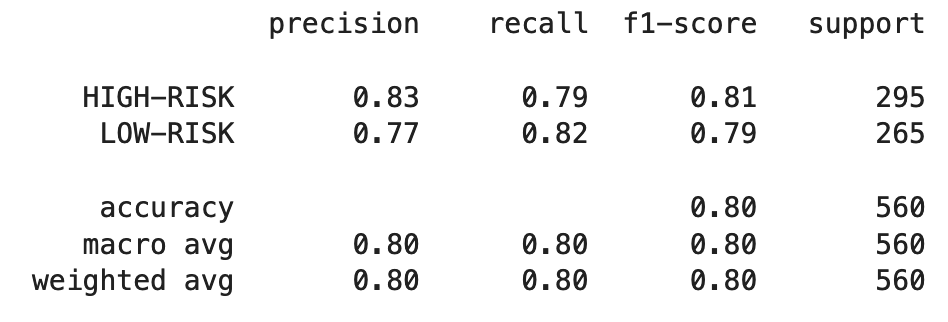 precision recall f1-score support
HIGH-RISK 0.83 0.79 0.81 295
LOW-RISK 0.77 0.82 0.79 265
accuracy 0.80 560
macro avg 0.80 0.80 0.80 560
weighted avg 0.80 0.80 0.80 560